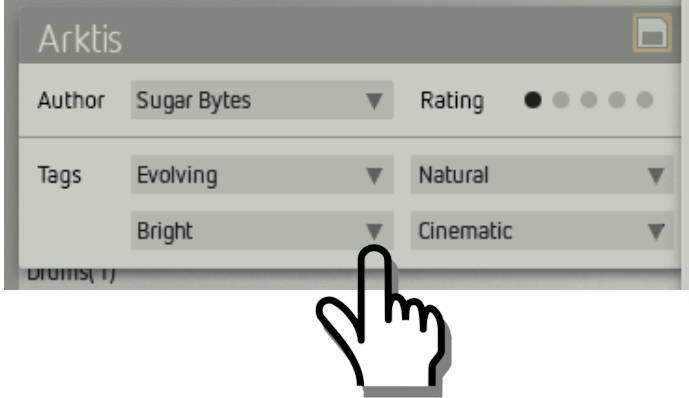 Arktis
Author Sugar Bytes Rating
Tags Evolving Natural
Bright Cinematic
Drums(1)